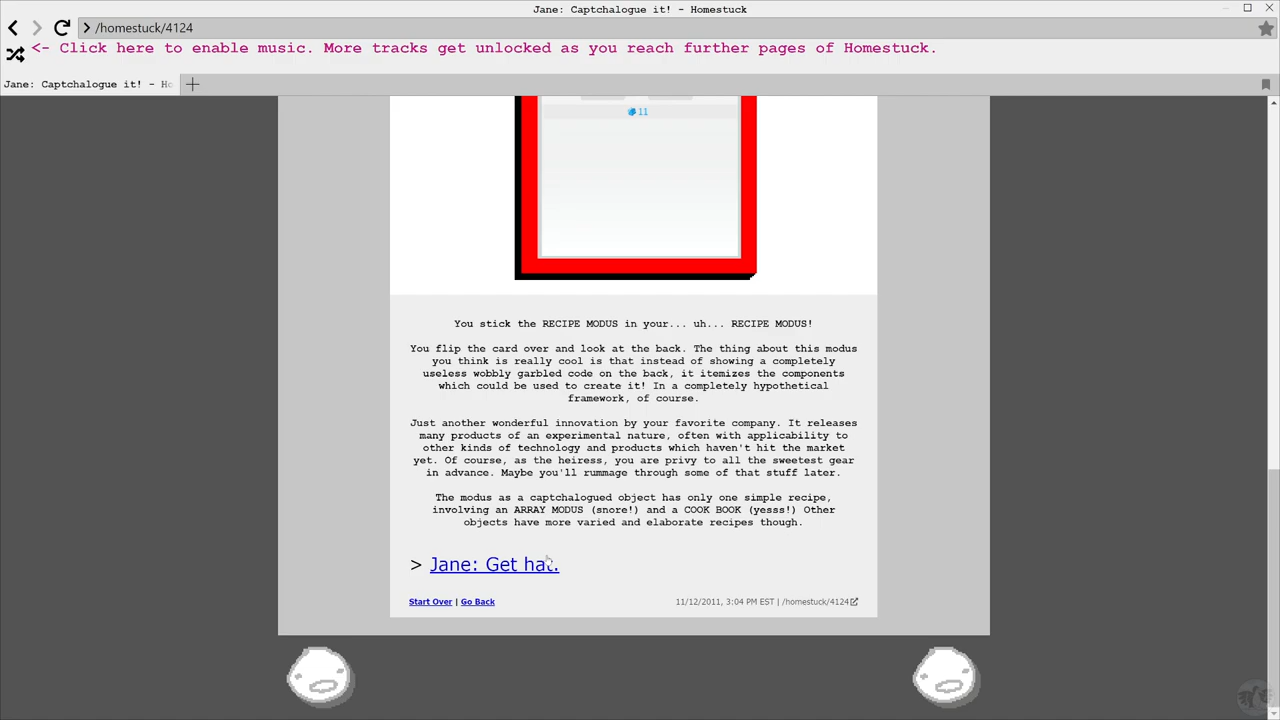 Jane: Captchalogue it! - Homestuck
/homestuck/4124
<- Click here to enable music. More tracks get unlocked as you reach further pages of Homestuck.
Jane: Captchalogue it! - Ho
11
You stick the RECIPE MODUS in your... uh... RECIPE MODUS!
You flip the card over and look at the back. The thing about this modus
you think is really cool is that instead of showing a completely
useless wobbly garbled code on the back, it itemizes the components
which could be used to create it! In a completely hypothetical
framework, of course.
Just another wonderful innovation by your favorite company. It releases
many products of an experimental nature, often with applicability to
other kinds of technology and products which haven't hit the market
yet. Of course, as the heiress, you are privy to all the sweetest gear
in advance. Maybe you'll rummage through some of that stuff later.
The modus as a captchalogued object has only one simple recipe,
involving an ARRAY MODUS (snore!) and a COOK BOOK (yesss!) Other
objects have more varied and elaborate recipes though.
> Jane: Get hat.
Start Over | Go Back
11/12/2011, 3:04 PM EST | /homestuck/4124